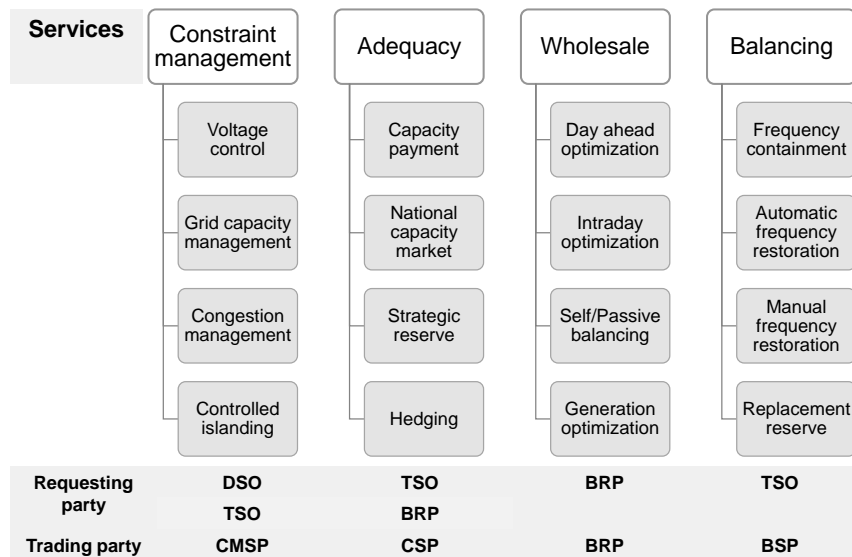 Services
Constraint
management
Adequacy
Wholesale
Balancing
Voltage
control
Capacity
payment
Day ahead
optimization
Frequency
containment
Grid capacity
management
National
capacity
market
Intraday
optimization
Automatic
frequency
restoration
Congestion
management
Strategic
reserve
Self/Passive
balancing
Manual
frequency
restoration
Controlled
islanding
Hedging
Generation
optimization
Replacement
reserve
Requesting
party
DSO
TSO
BRP
TSO
TSO
BRP
Trading party
CMSP
CSP
BRP
BSP